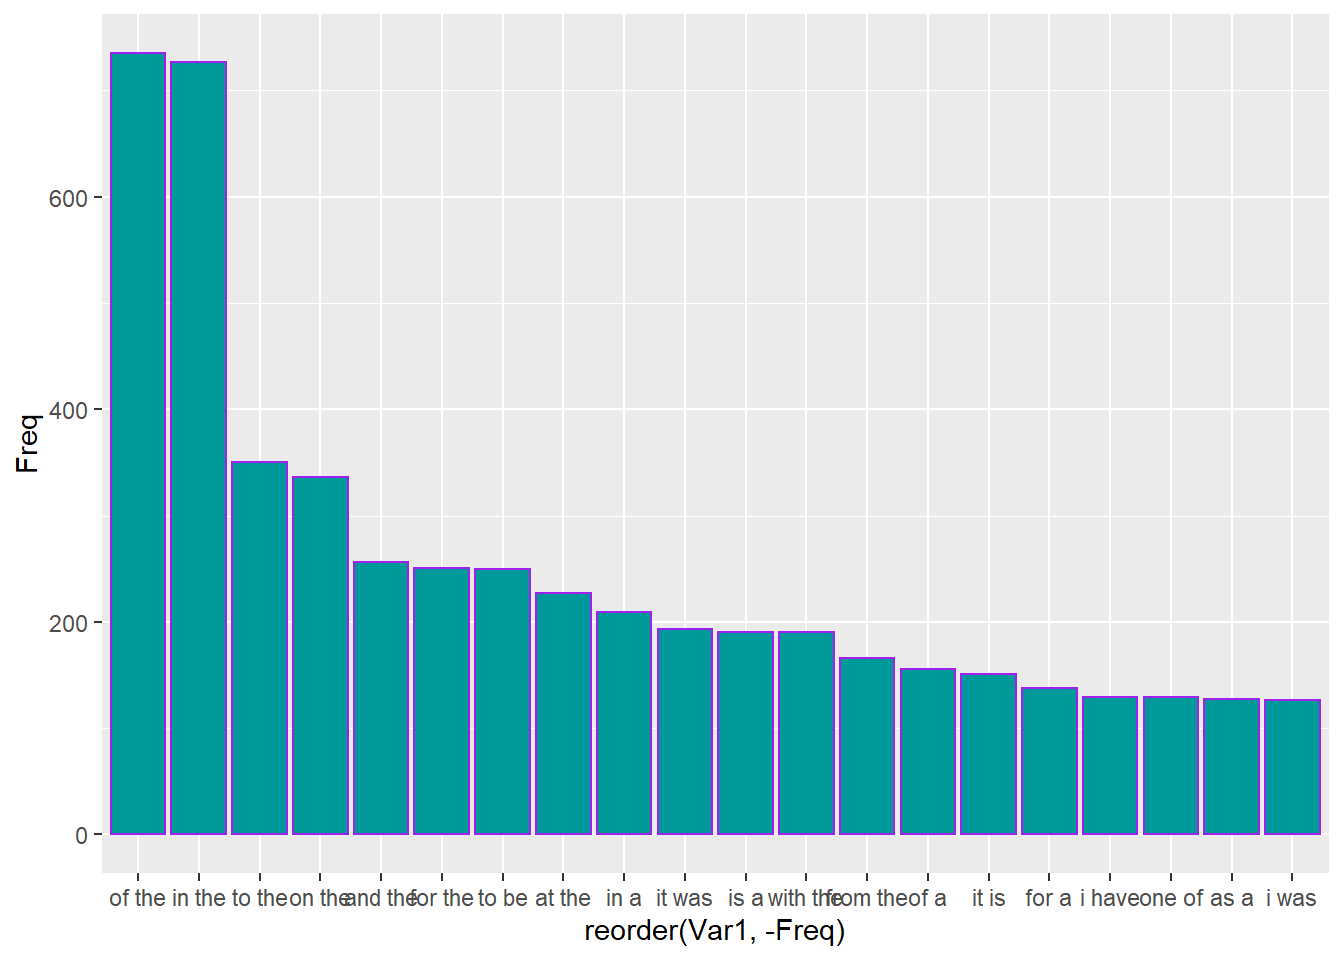 600
400
200
0
Freq
of the in the to the on the and the for the to be at the in a it was is a with the from the of a it is for a i have one of as a i was
reorder(Var1, -Freq)